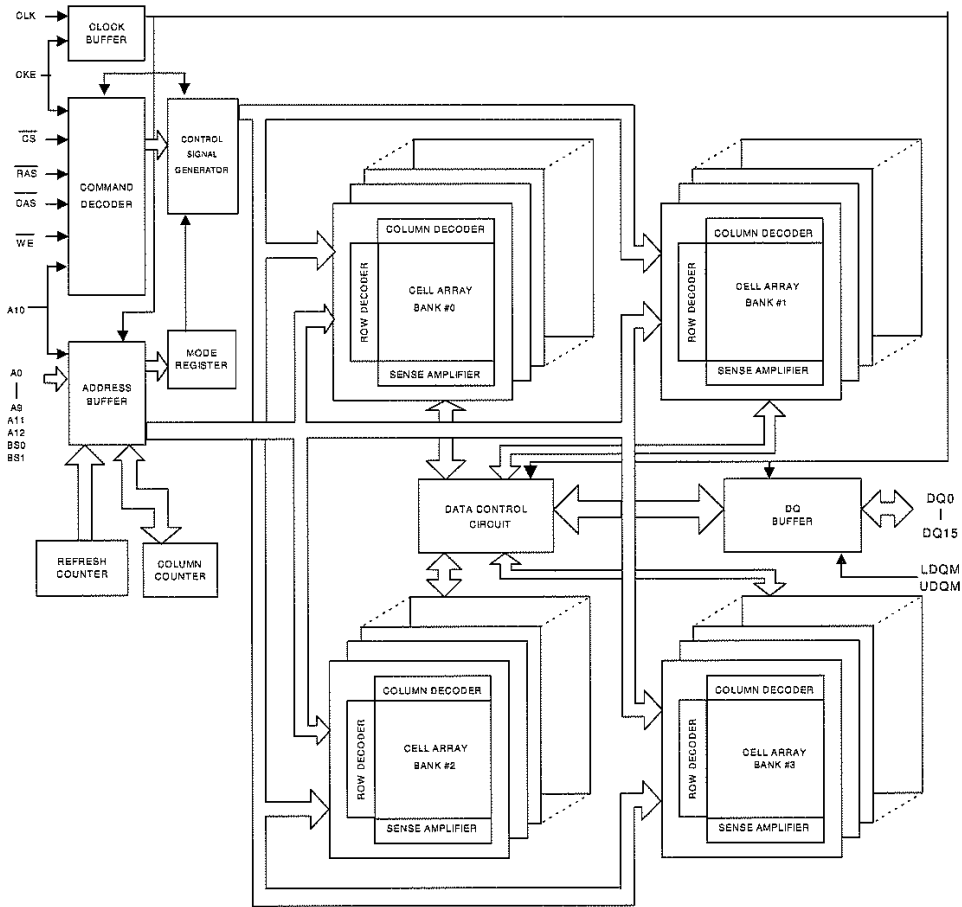 CLK
CLOCK
BUFFER
CKE
CS
RAS
CAS
WE
A10
COMMAND
DECODER
CONTROL
SIGNAL
GENERATOR
A0
A9
A11
A12
BS0
BS1
ADDRESS
BUFFER
MODE
REGISTER
REFRESH
COUNTER
COLUMN
COUNTER
COLUMN DECODER
ROW DECODER
CELL ARRAY
BANK #0
SENSE AMPLIFIER
COLUMN DECODER
ROW DECODER
CELL ARRAY
BANK #1
SENSE AMPLIFIER
DATA CONTROL
CIRCUIT
DQ
BUFFER
DQ0
DQ15
LDQM
UDQM
COLUMN DECODER
ROW DECODER
CELL ARRAY
BANK #2
SENSE AMPLIFIER
COLUMN DECODER
ROW DECODER
CELL ARRAY
BANK #3
SENSE AMPLIFIER